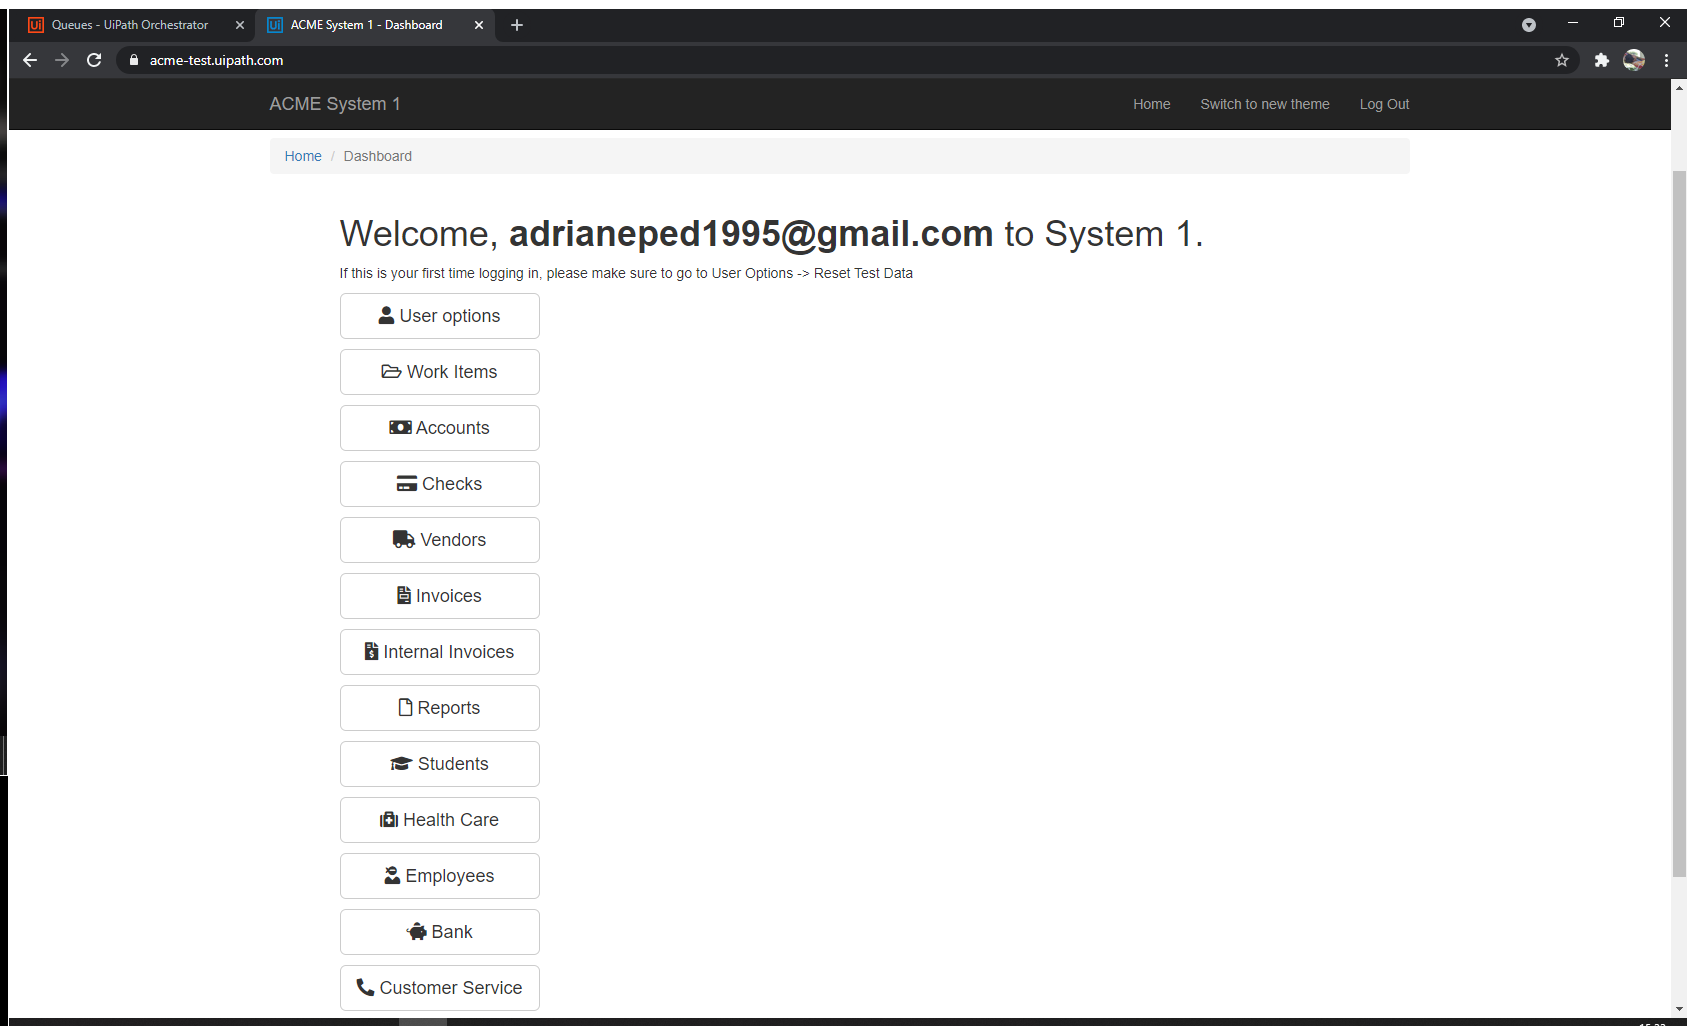 Queues - UiPath Orchestrator
ACME System 1 - Dashboard
acme-test.uipath.com
ACME System 1
Home
Switch to new theme
Log Out
Home / Dashboard
Welcome, adrianeped1995@gmail.com to System 1.
If this is your first time logging in, please make sure to go to User Options -> Reset Test Data
User options
Work Items
Accounts
Checks
Vendors
Invoices
Internal Invoices
Reports
Students
Health Care
Employees
Bank
Customer Service